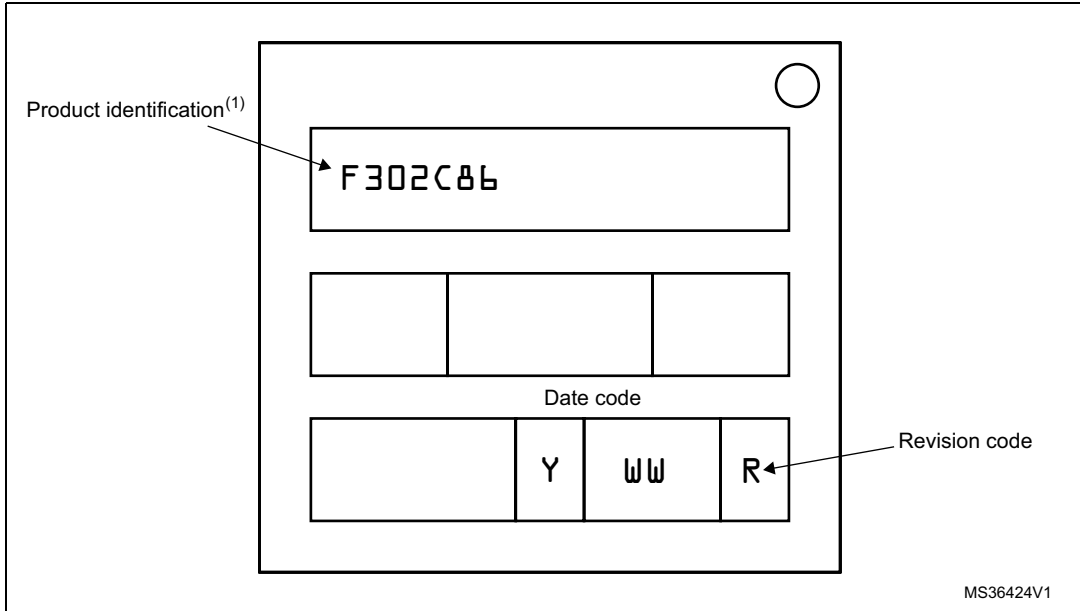 Product identification(1)
F302C86
Date code
Y WW R
Revision code
MS36424V1